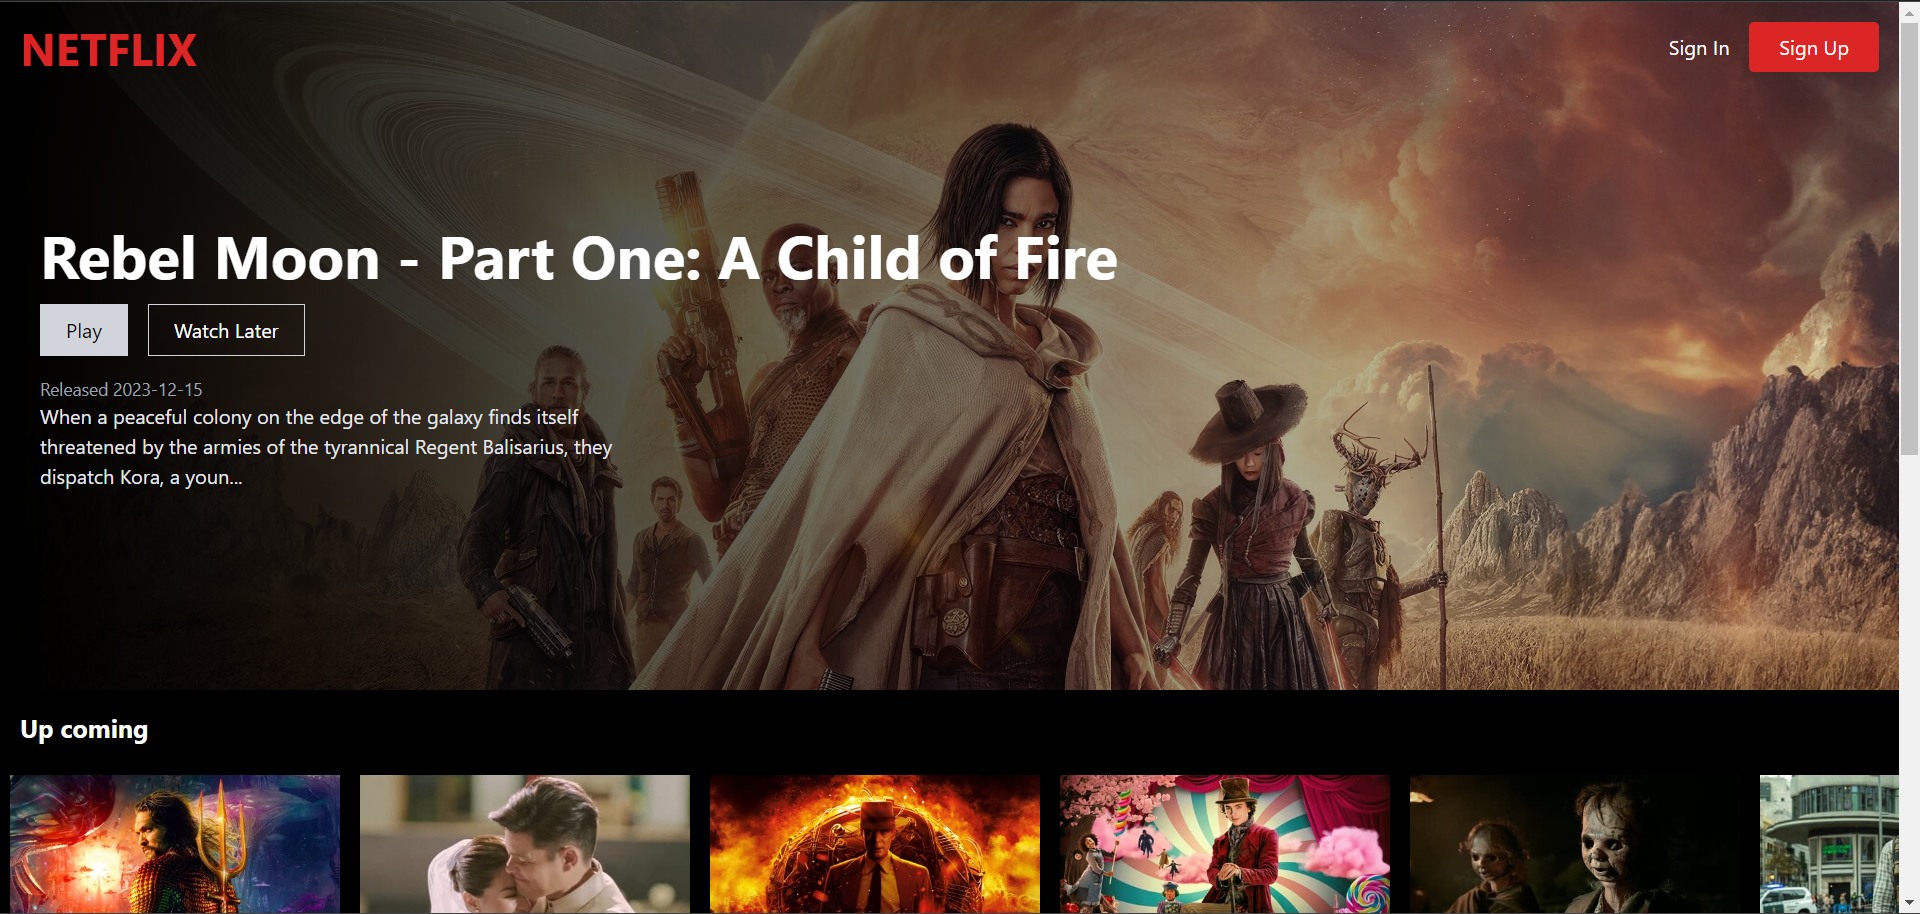 NETFLIX
Sign In
Sign Up
Rebel Moon - Part One: A Child of Fire
Play
Watch Later
Released 2023-12-15
When a peaceful colony on the edge of the galaxy finds itself
threatened by the armies of the tyrannical Regent Balisarius, they
dispatch Kora, a youn...
Up coming